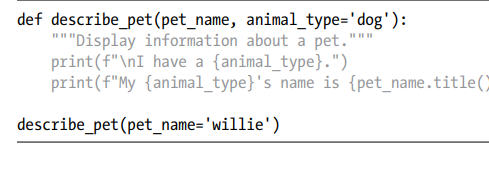 def describe_pet(pet_name, animal_type='dog'):
    """Display information about a pet."""
    print(f"\nI have a {animal_type}.")
    print(f"My {animal_type}'s name is {pet_name.title()
describe_pet(pet_name='willie')